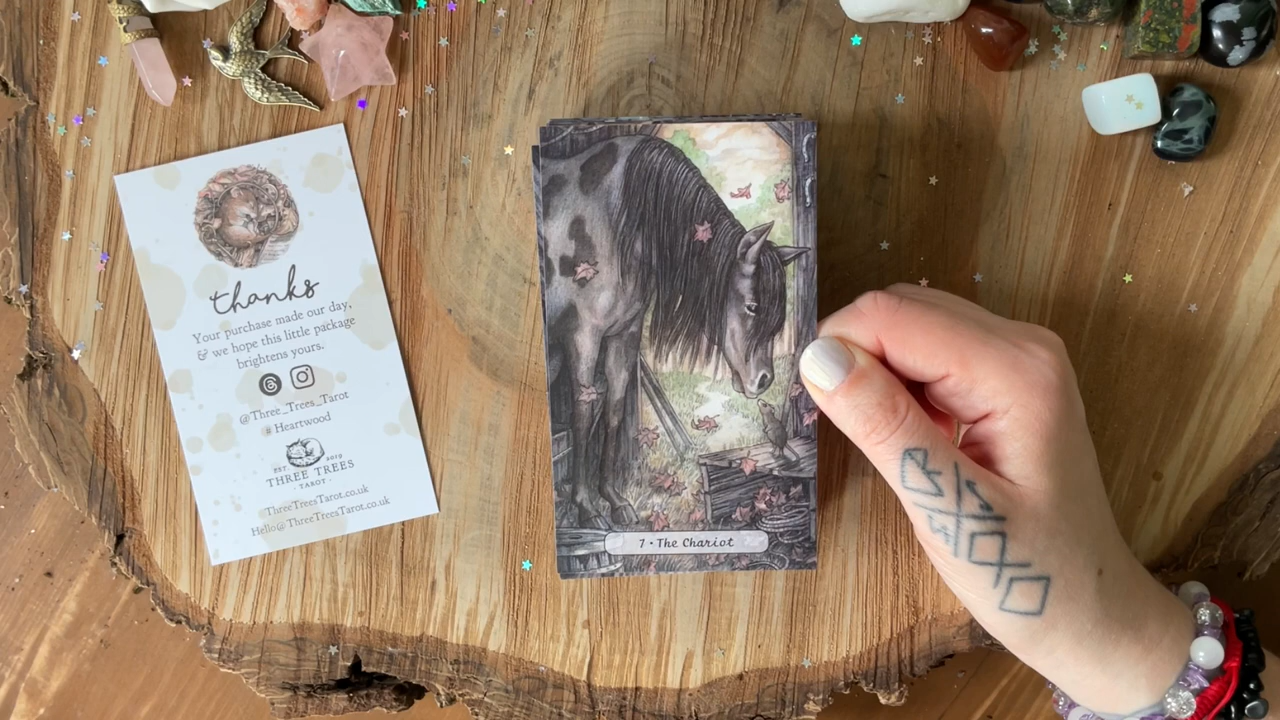 thanks
Your purchase made our day,
& we hope this little package
brightens yours.
@Three_Trees_Tarot
# Heartwood
EST 2019
THREE TREES
· TAROT ·
ThreeTreesTarot.co.uk
Hello@ThreeTreesTarot.co.uk
7 • The Chariot